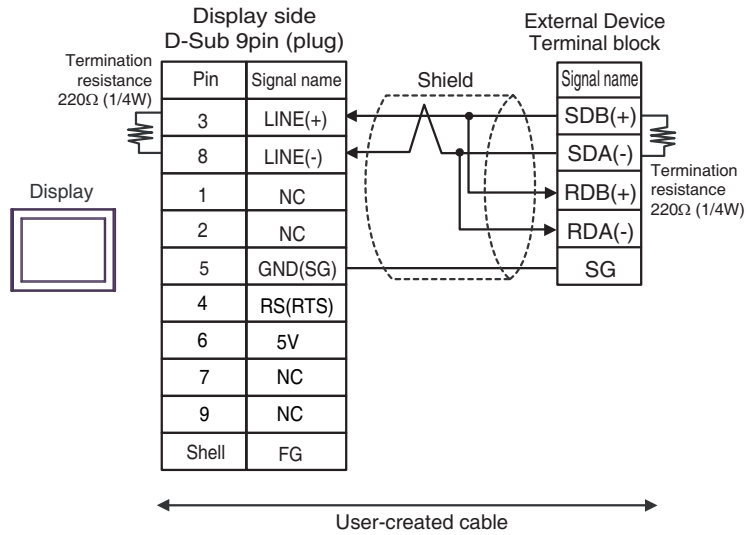 Display side
D-Sub 9pin (plug)
External Device
Terminal block
Termination
resistance
220Ω (1/4W)
Pin Signal name
Shield
Signal name
3 LINE(+)
SDB(+)
8 LINE(-)
SDA(-)
Termination
resistance
220Ω (1/4W)
Display
1 NC
RDB(+)
2 NC
RDA(-)
5 GND(SG)
SG
4 RS(RTS)
6 5V
7 NC
9 NC
Shell FG
User-created cable